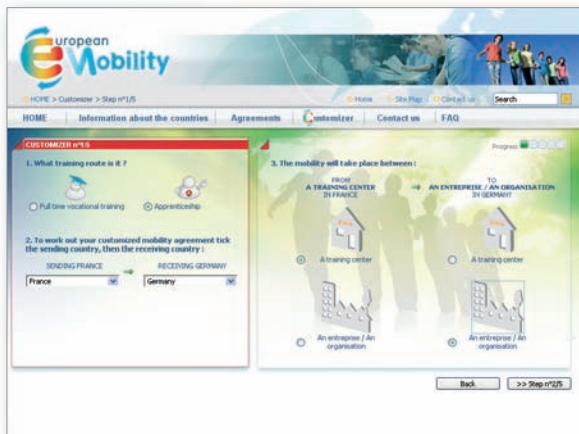 European
Mobility
HOME > Customizer > Step n°1/5
Home
Site Map
Contact us
Search
HOME
Information about the countries
Agreements
Customizer
Contact us
FAQ
CUSTOMIZER n°1/5
Progress
1. What training route is it ?
Full time vocational training
Apprenticeship
2. To work out your customized mobility agreement tick
the sending country, then the receiving country :
SENDING FRANCE
RECEIVING GERMANY
France
Germany
3. The mobility will take place between :
FROM
A TRAINING CENTER
IN FRANCE
TO
AN ENTREPRISE / AN ORGANISATION
IN GERMANY
A training center
A training center
An entreprise / An
organisation
An entreprise / An
organisation
Back
>> Step n°2/5